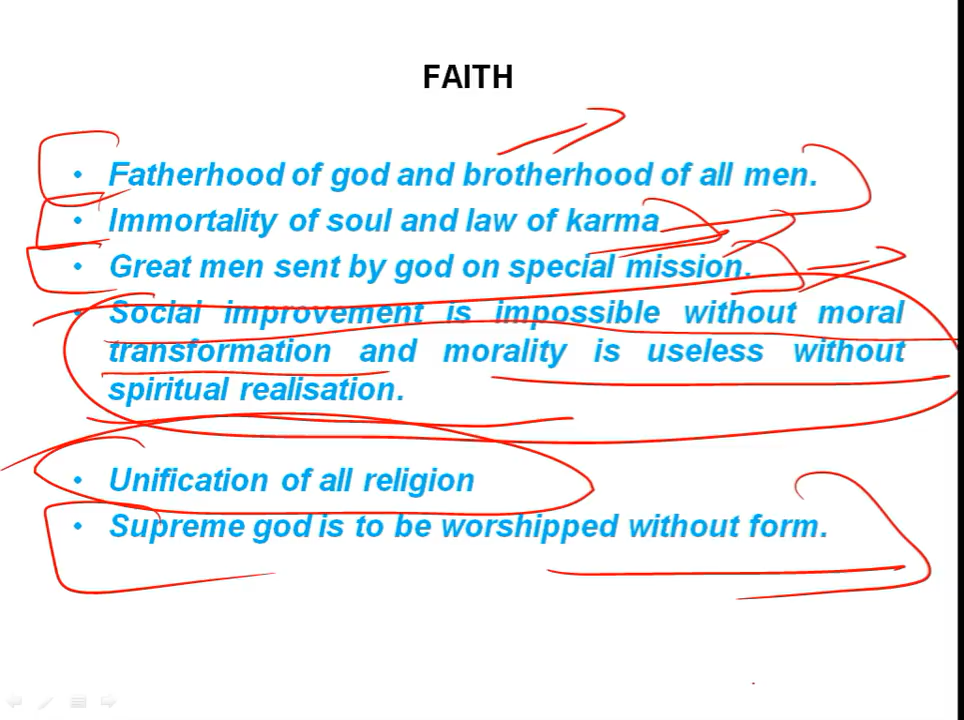 FAITH
• Fatherhood of god and brotherhood of all men.
• Immortality of soul and law of karma
• Great men sent by god on special mission.
• Social improvement is impossible without moral
transformation and morality is useless without
spiritual realisation.
• Unification of all religion
• Supreme god is to be worshipped without form.